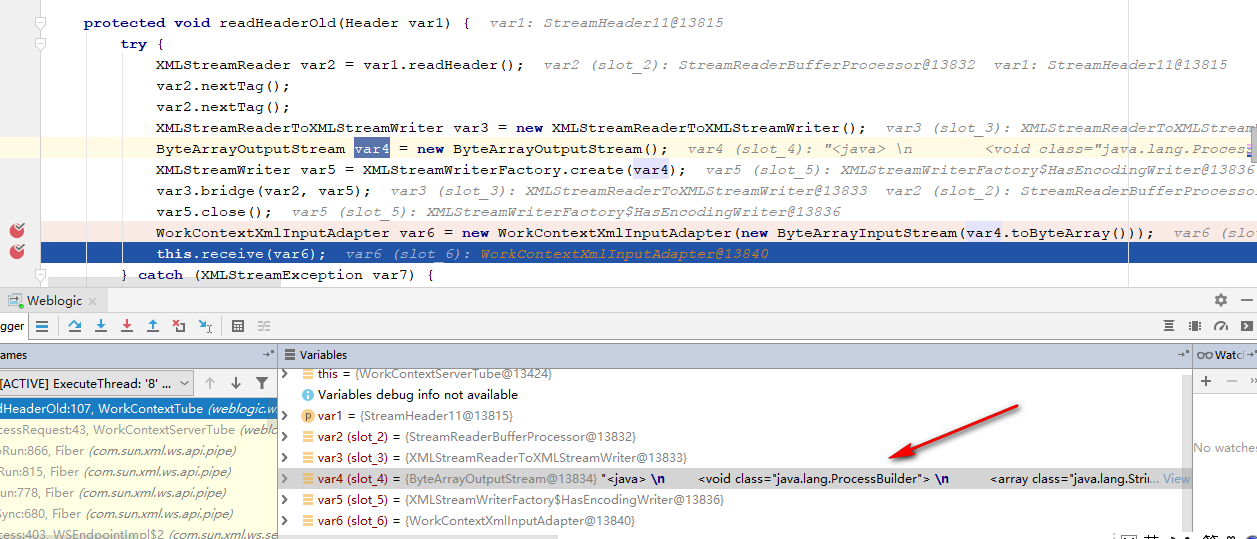 protected void readHeaderOld(Header var1) {  var1: StreamHeader11@13815
try {
XMLStreamReader var2 = var1.readHeader();  var2 (slot_2): StreamReaderBufferProcessor@13832  var1: StreamHeader11@13815
var2.nextTag();
var2.nextTag();
XMLStreamReaderToXMLStreamWriter var3 = new XMLStreamReaderToXMLStreamWriter();  var3 (slot_3): XMLStreamReaderToXMLStream
ByteArrayOutputStream var4 = new ByteArrayOutputStream();  var4 (slot_4): "<java> \n        <void class="java.lang.Proces
XMLStreamWriter var5 = XMLStreamWriterFactory.create(var4);  var5 (slot_5): XMLStreamWriterFactory$HasEncodingWriter@13836
var3.bridge(var2, var5);  var3 (slot_3): XMLStreamReaderToXMLStreamWriter@13833  var2 (slot_2): StreamReaderBufferProcesso
var5.close();  var5 (slot_5): XMLStreamWriterFactory$HasEncodingWriter@13836
WorkContextXmlInputAdapter var6 = new WorkContextXmlInputAdapter(new ByteArrayInputStream(var4.toByteArray()));  var6 (slo
this.receive(var6);  var6 (slot_6): WorkContextXmlInputAdapter@13840
} catch (XMLStreamException var7) {
Weblogic
gger
ames
Variables
Watch
[ACTIVE] ExecuteThread: '8' ...
this = {WorkContextServerTube@13424}
Variables debug info not available
dHeaderOld:107, WorkContextTube (weblogic.w
var1 = {StreamHeader11@13815}
cessRequest:43, WorkContextServerTube (weblo
var2 (slot_2) = {StreamReaderBufferProcessor@13832}
Run:866, Fiber (com.sun.xml.ws.api.pipe)
var3 (slot_3) = {XMLStreamReaderToXMLStreamWriter@13833}
No watches
Run:815, Fiber (com.sun.xml.ws.api.pipe)
var4 (slot_4) = {ByteArrayOutputStream@13834} "<java> \n        <void class="java.lang.ProcessBuilder"> \n          <array class="java.lang.Strin... View
un:778, Fiber (com.sun.xml.ws.api.pipe)
var5 (slot_5) = {XMLStreamWriterFactory$HasEncodingWriter@13836}
Sync:680, Fiber (com.sun.xml.ws.api.pipe)
var6 (slot_6) = {WorkContextXmlInputAdapter@13840}
cess:403, WSEndpointImpl$2 (com.sun.xml.ws.se